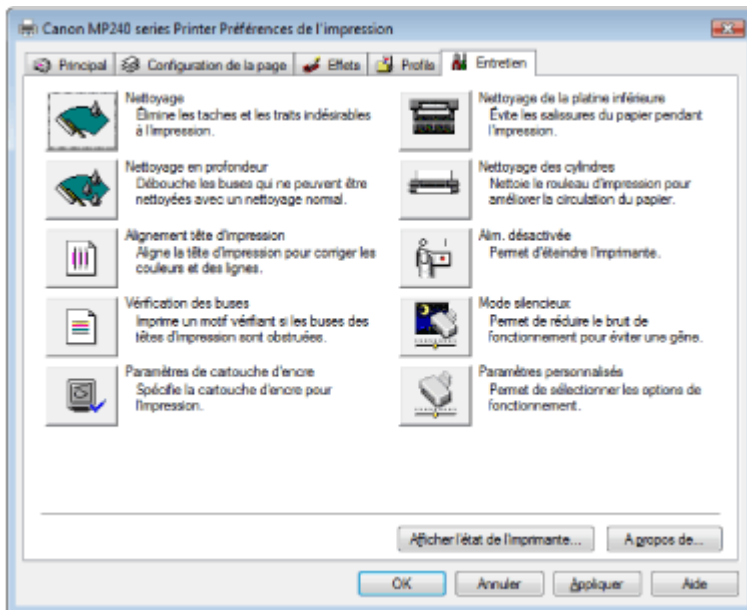 Canon MP240 series Printer Préférences de l'impression
Principal
Configuration de la page
Effets
Profils
Entretien
Nettoyage
Élimine les taches et les traits indésirables
à l'impression.
Nettoyage en profondeur
Débouche les buses qui ne peuvent être
nettoyées avec un nettoyage normal.
Alignement tête d'impression
Aligne la tête d'impression pour corriger les
couleurs et des lignes.
Vérification des buses
Imprime un motif vérifiant si les buses des
têtes d'impression sont obstruées.
Paramètres de cartouche d'encre
Spécifie la cartouche d'encre pour
l'impression.
Nettoyage de la platine inférieure
Évite les salissures du papier pendant
l'impression.
Nettoyage des cylindres
Nettoie le rouleau d'impression pour
améliorer la circulation du papier.
Alim. désactivée
Permet d'éteindre l'imprimante.
Mode silencieux
Permet de réduire le bruit de
fonctionnement pour éviter une gêne.
Paramètres personnalisés
Permet de sélectionner les options de
fonctionnement.
Afficher l'état de l'imprimante...
A propos de...
OK
Annuler
Appliquer
Aide